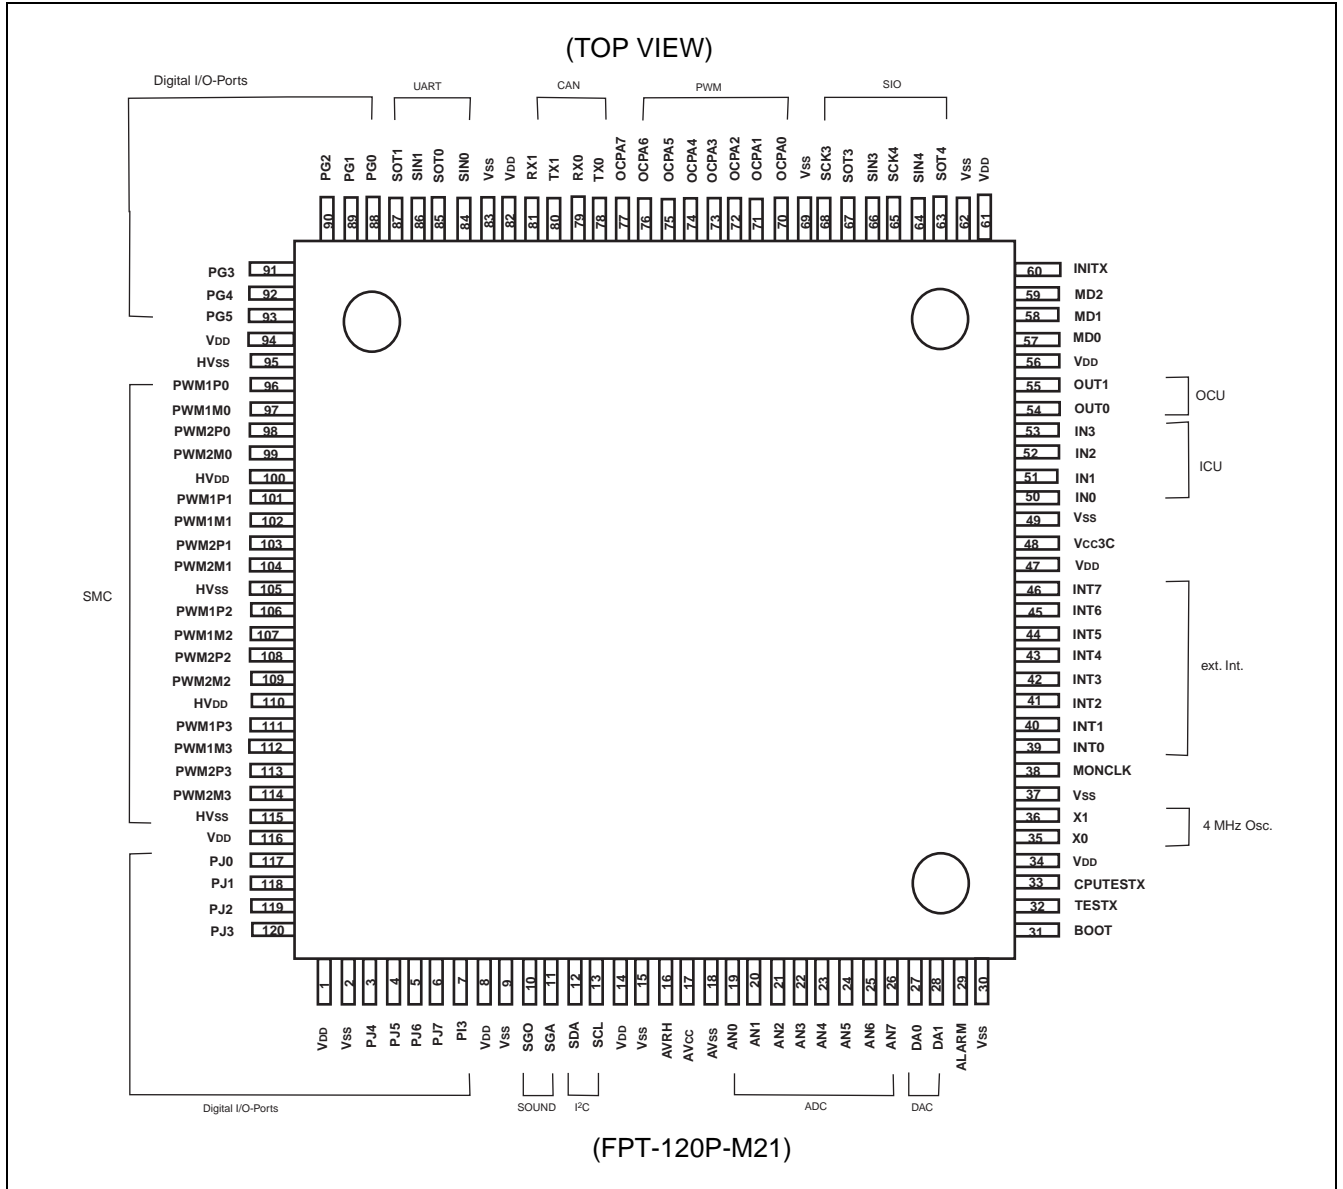 (TOP VIEW)
Digital I/O-Ports
UART
CAN
PWM
SIO
PG2
PG1
PG0
SOT1
SIN1
SOT0
SIN0
VSS
VDD
RX1
TX1
RX0
TX0
OCPA7
OCPA6
OCPA5
OCPA4
OCPA3
OCPA2
OCPA1
OCPA0
VSS
SCK3
SOT3
SIN3
SCK4
SIN4
SOT4
VSS
VDD
90
89
88
87
86
85
84
83
82
81
80
79
78
77
76
75
74
73
72
71
70
69
68
67
66
65
64
63
62
61
PG3 91
PG4 92
PG5 93
VDD 94
HVSS 95
PWM1P0 96
PWM1M0 97
PWM2P0 98
PWM2M0 99
HVDD 100
PWM1P1 101
PWM1M1 102
PWM2P1 103
PWM2M1 104
HVSS 105
PWM1P2 106
PWM1M2 107
PWM2P2 108
PWM2M2 109
HVDD 110
PWM1P3 111
PWM1M3 112
PWM2P3 113
PWM2M3 114
HVSS 115
VDD 116
PJ0 117
PJ1 118
PJ2 119
PJ3 120
SMC
60 INITX
59 MD2
58 MD1
57 MD0
56 VDD
55 OUT1
54 OUT0
53 IN3
52 IN2
51 IN1
50 IN0
49 VSS
48 VCC3C
47 VDD
46 INT7
45 INT6
44 INT5
43 INT4
42 INT3
41 INT2
40 INT1
39 INT0
38 MONCLK
37 VSS
36 X1
35 X0
34 VDD
33 CPUTESTX
32 TESTX
31 BOOT
OCU
ICU
ext. Int.
4 MHz Osc.
1
2
3
4
5
6
7
8
9
10
11
12
13
14
15
16
17
18
19
20
21
22
23
24
25
26
27
28
29
30
VDD
VSS
PJ4
PJ5
PJ6
PJ7
PI3
VDD
VSS
SGO
SGA
SDA
SCL
VDD
VSS
AVRH
AVCC
AVSS
AN0
AN1
AN2
AN3
AN4
AN5
AN6
AN7
DA0
DA1
ALARM
VSS
Digital I/O-Ports
SOUND
I²C
ADC
DAC
(FPT-120P-M21)